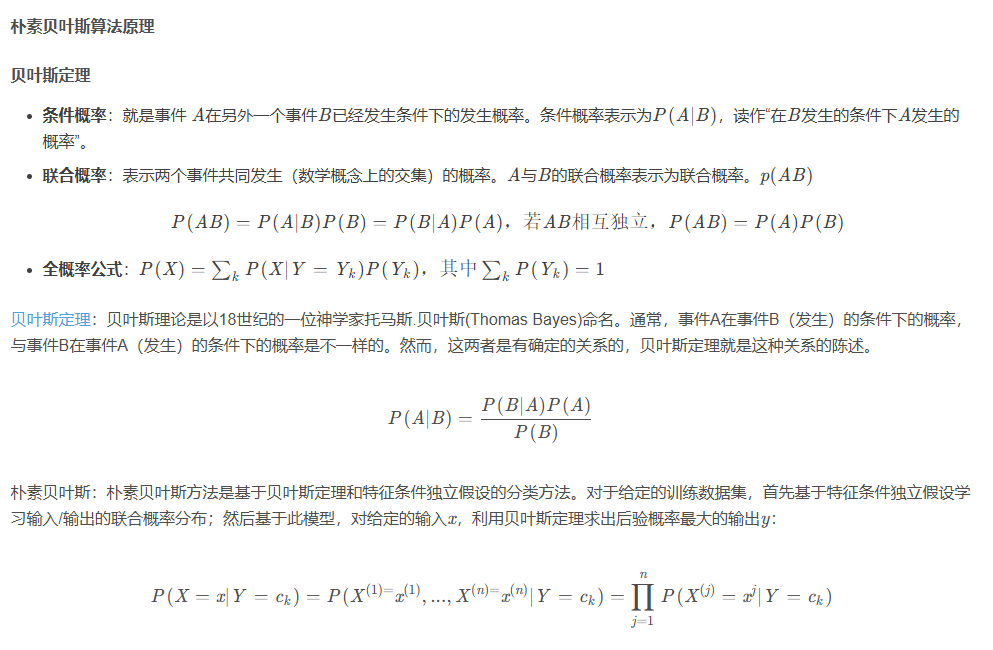 朴素贝叶斯算法原理
贝叶斯定理
• 条件概率：就是事件 A在另外一个事件B已经发生条件下的发生概率。条件概率表示为P(A|B)，读作“在B发生的条件下A发生的
概率”。
• 联合概率：表示两个事件共同发生（数学概念上的交集）的概率。A与B的联合概率表示为联合概率。p(AB)
P(AB) = P(A|B)P(B) = P(B|A)P(A)，若AB相互独立，P(AB) = P(A)P(B)
• 全概率公式：P(X) = ∑_k P(X|Y = Y_k)P(Y_k)，其中 ∑_k P(Y_k) = 1
贝叶斯定理：贝叶斯理论是以18世纪的一位神学家托马斯.贝叶斯(Thomas Bayes)命名。通常，事件A在事件B（发生）的条件下的概率，
与事件B在事件A（发生）的条件下的概率是不一样的。然而，这两者是有确定的关系的，贝叶斯定理就是这种关系的陈述。
P(A|B) = P(B|A)P(A) / P(B)
朴素贝叶斯：朴素贝叶斯方法是基于贝叶斯定理和特征条件独立假设的分类方法。对于给定的训练数据集，首先基于特征条件独立假设学
习输入/输出的联合概率分布；然后基于此模型，对给定的输入x，利用贝叶斯定理求出后验概率最大的输出y：
P(X = x|Y = c_k) = P(X^{(1)=}x^{(1)}, ..., X^{(n)=}x^{(n)}|Y = c_k) = ∏_{j=1}^{n} P(X^{(j)} = x^j|Y = c_k)